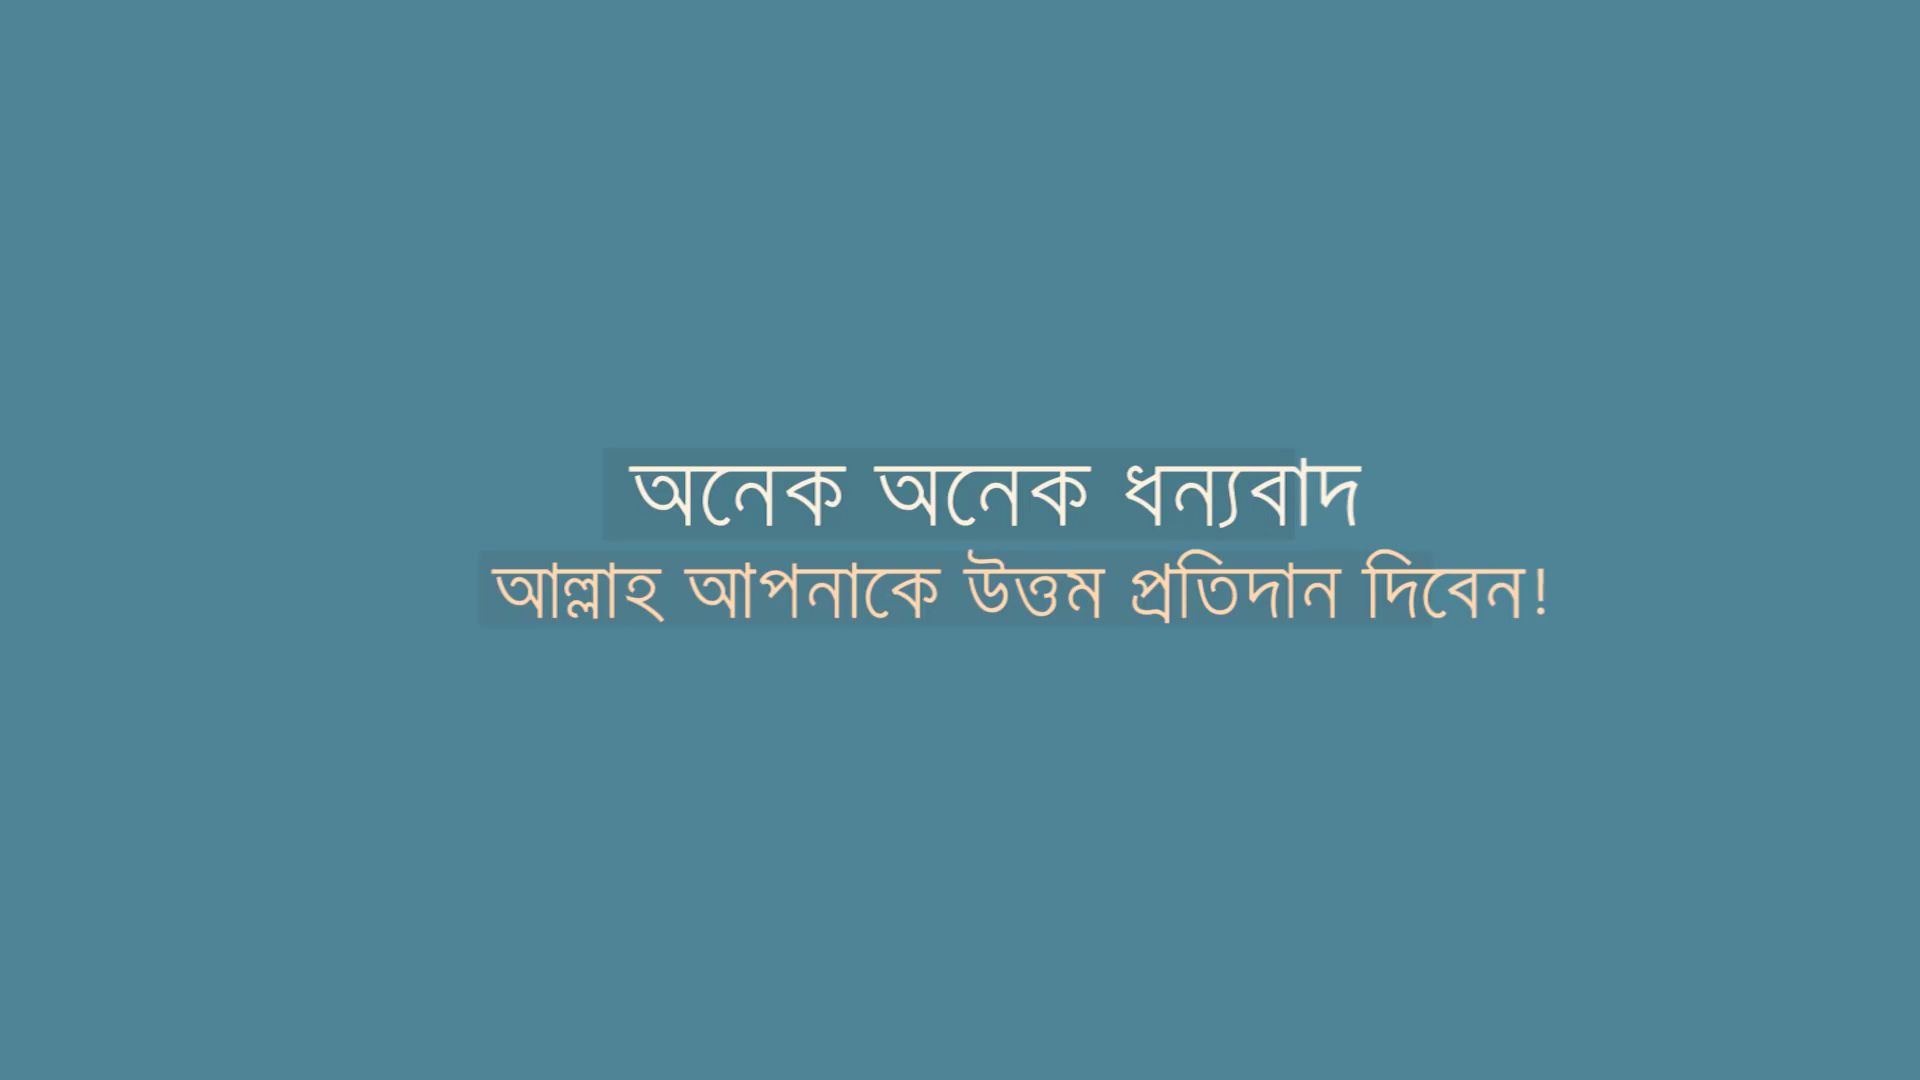 অনেক অনেক ধন্যবাদ
আল্লাহ আপনাকে উত্তম প্রতিদান দিবেন!